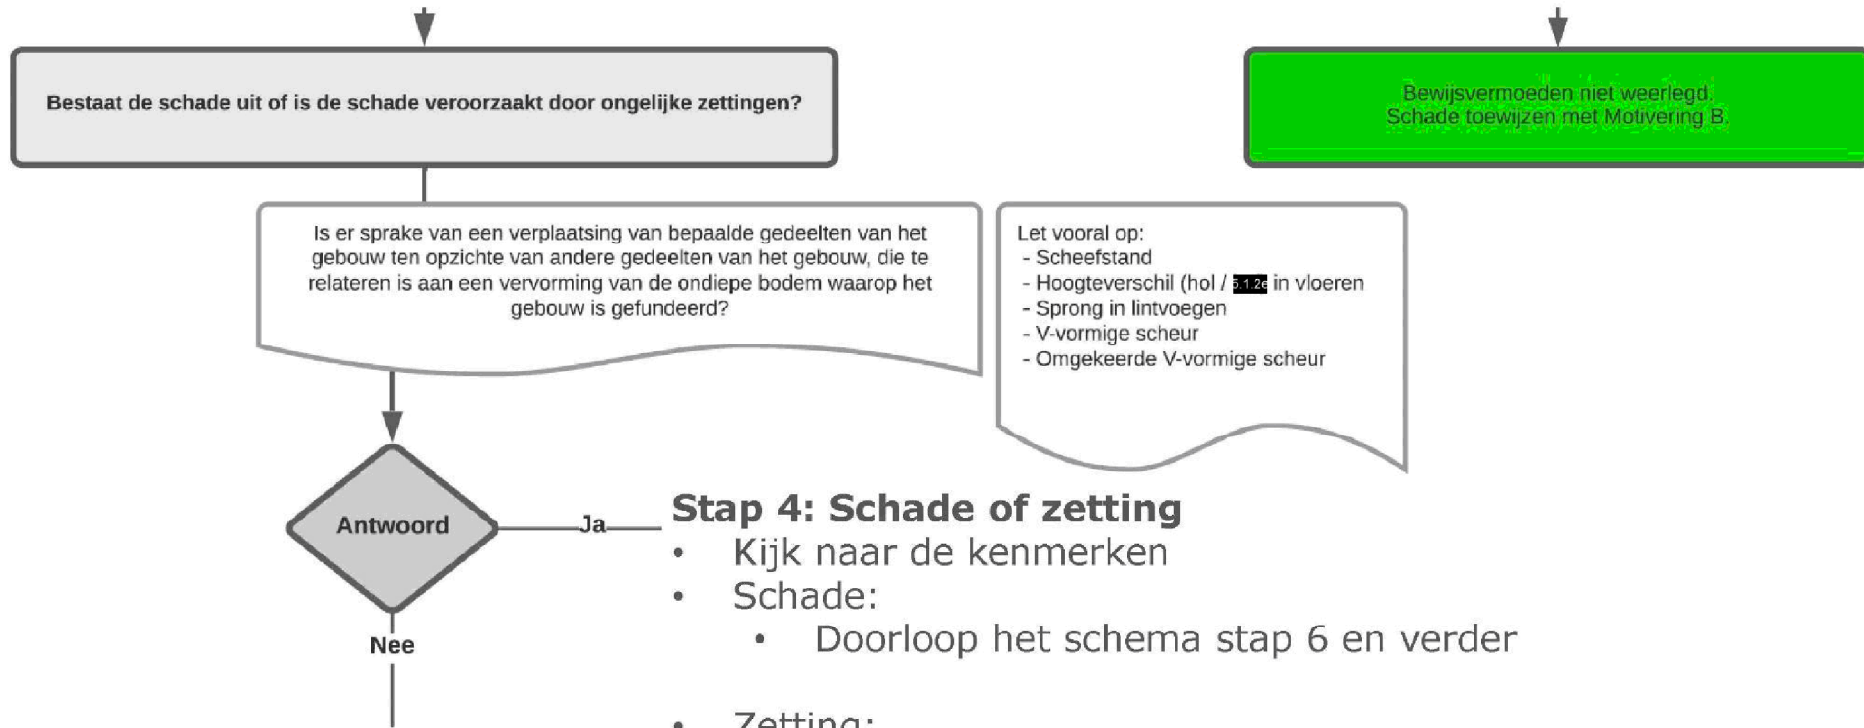 Bestaat de schade uit of is de schade veroorzaakt door ongelijke zettingen?
Bewijsvermoeden niet weerlegd.
Schade toewijzen met Motivering B.
Is er sprake van een verplaatsing van bepaalde gedeelten van het
gebouw ten opzichte van andere gedeelten van het gebouw, die te
relateren is aan een vervorming van de ondiepe bodem waarop het
gebouw is gefundeerd?
Let vooral op:
- Scheefstand
- Hoogteverschil (hol / 5.1.2e in vloeren
- Sprong in lintvoegen
- V-vormige scheur
- Omgekeerde V-vormige scheur
Antwoord
Ja
Nee
Stap 4: Schade of zetting
• Kijk naar de kenmerken
• Schade:
• Doorloop het schema stap 6 en verder
• Zetting: